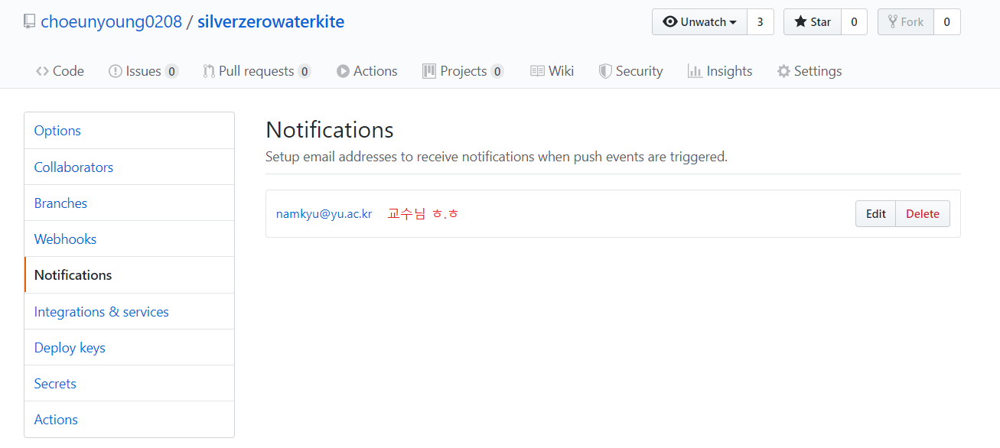 choeunyoung0208 / silverzerowaterkite
Unwatch 3 Star 0 Fork 0
Code Issues 0 Pull requests 0 Actions Projects 0 Wiki Security Insights Settings
Options
Collaborators
Branches
Webhooks
Notifications
Integrations & services
Deploy keys
Secrets
Actions
Notifications
Setup email addresses to receive notifications when push events are triggered.
namkyu@yu.ac.kr 교수님 ㅎ.ㅎ Edit Delete